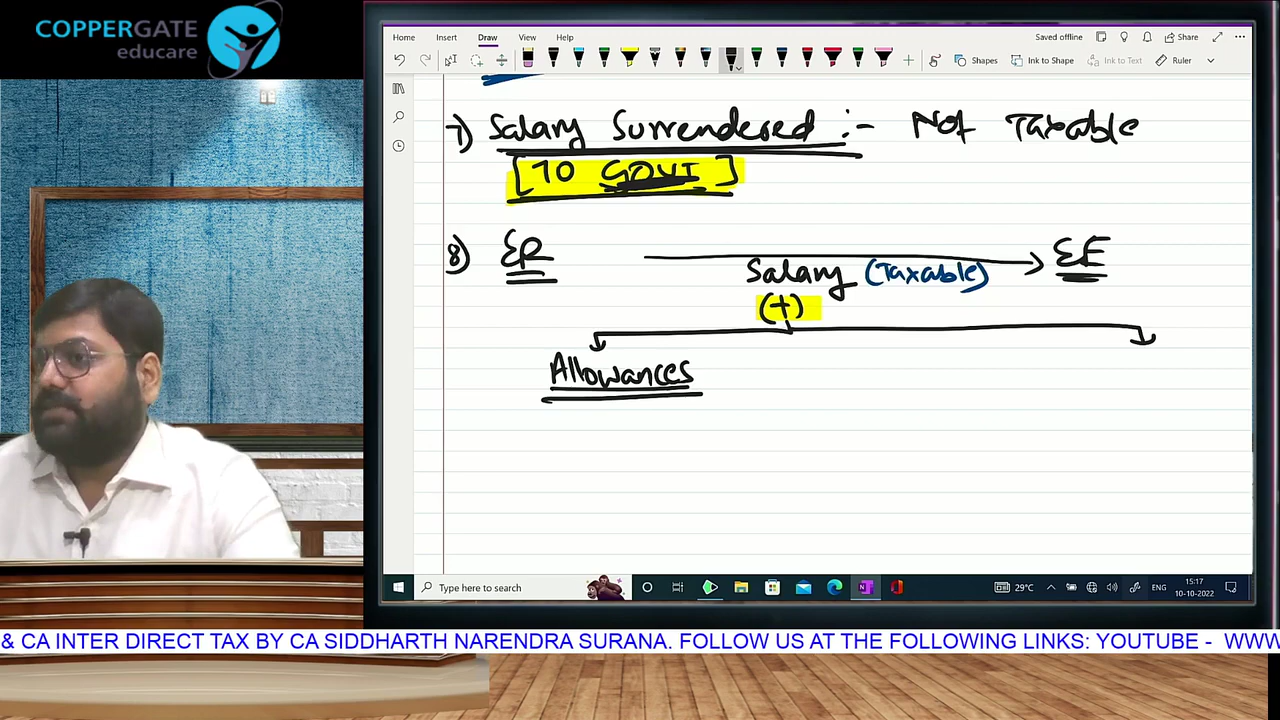 COPPERGATE
educare
Home Insert Draw View Help
Saved offline
Share
Shapes
Ink to Shape
Ink to Text
Ruler
7) Salary Surrendered :- Not Taxable
[TO GOVT]
8) ER
EE
Salary (Taxable)
(+)
Allowances
Type here to search
29°C
ENG
15:17
10-10-2022
& CA INTER DIRECT TAX BY CA SIDDHARTH NARENDRA SURANA. FOLLOW US AT THE FOLLOWING LINKS: YOUTUBE - WWW